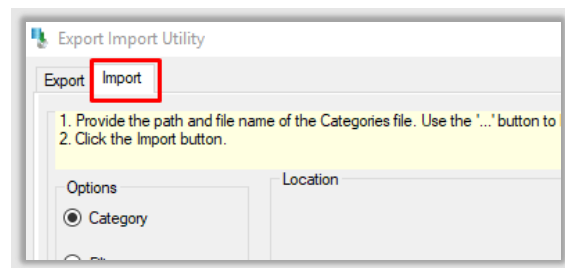 Export Import Utility
Export Import
1. Provide the path and file name of the Categories file. Use the '...' button to
2. Click the Import button.
Options
Location
Category